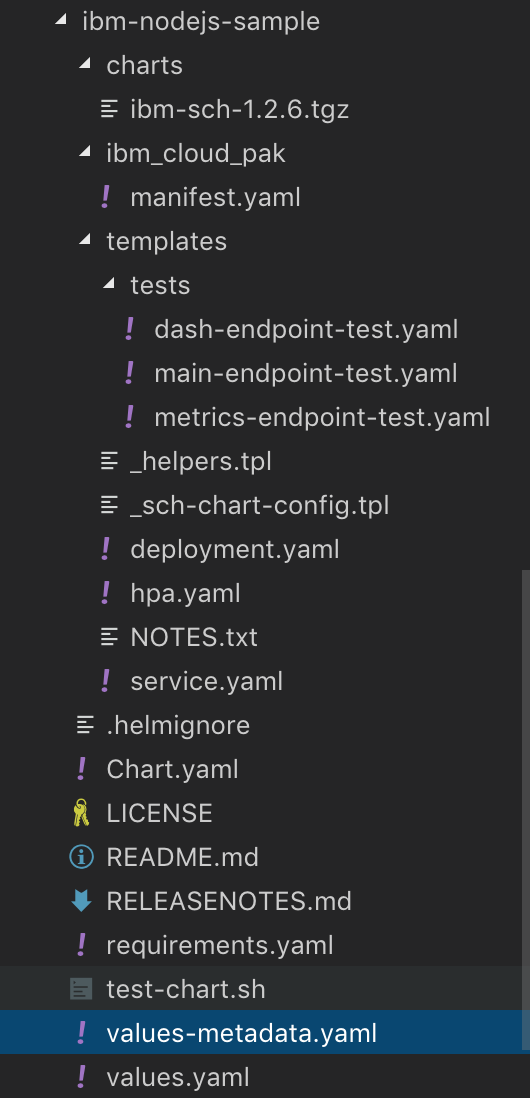 ibm-nodejs-sample
charts
ibm-sch-1.2.6.tgz
ibm_cloud_pak
manifest.yaml
templates
tests
dash-endpoint-test.yaml
main-endpoint-test.yaml
metrics-endpoint-test.yaml
_helpers.tpl
_sch-chart-config.tpl
deployment.yaml
hpa.yaml
NOTES.txt
service.yaml
.helmignore
Chart.yaml
LICENSE
README.md
RELEASENOTES.md
requirements.yaml
test-chart.sh
values-metadata.yaml
values.yaml